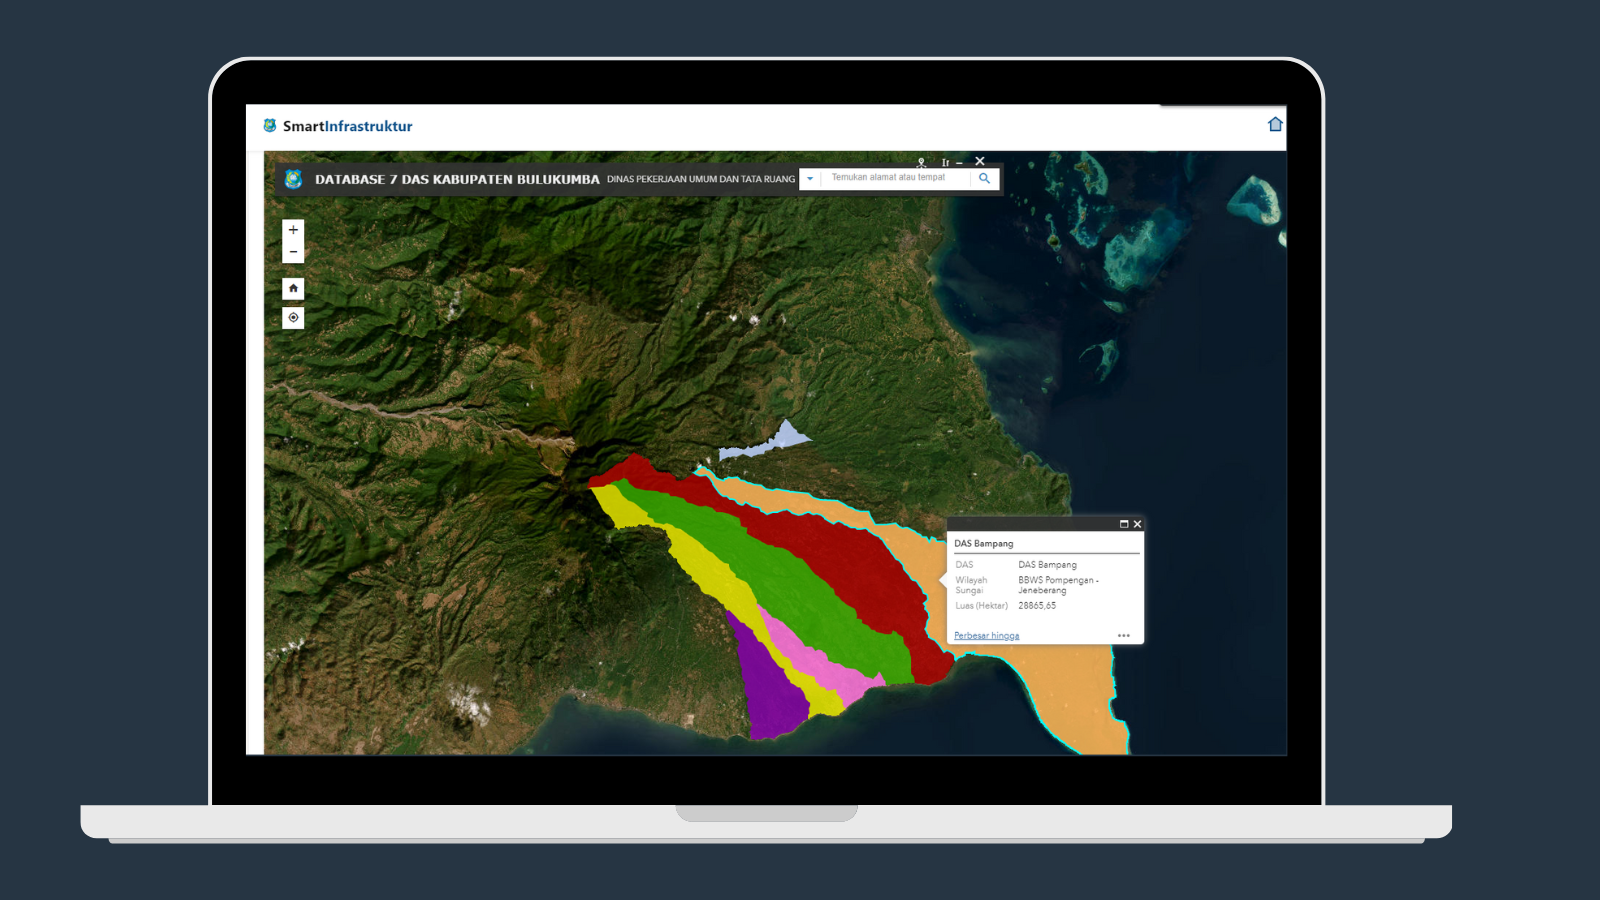 SmartInfrastruktur
DATABASE 7 DAS KABUPATEN BULUKUMBA DINAS PEKERJAAN UMUM DAN TATA RUANG
Temukan alamat atau tempat
+
−
DAS Bampang
DAS DAS Bampang
Wilayah Sungai BBWS Pompengan - Jeneberang
Luas (Hektar) 28865,65
Perbesar hingga